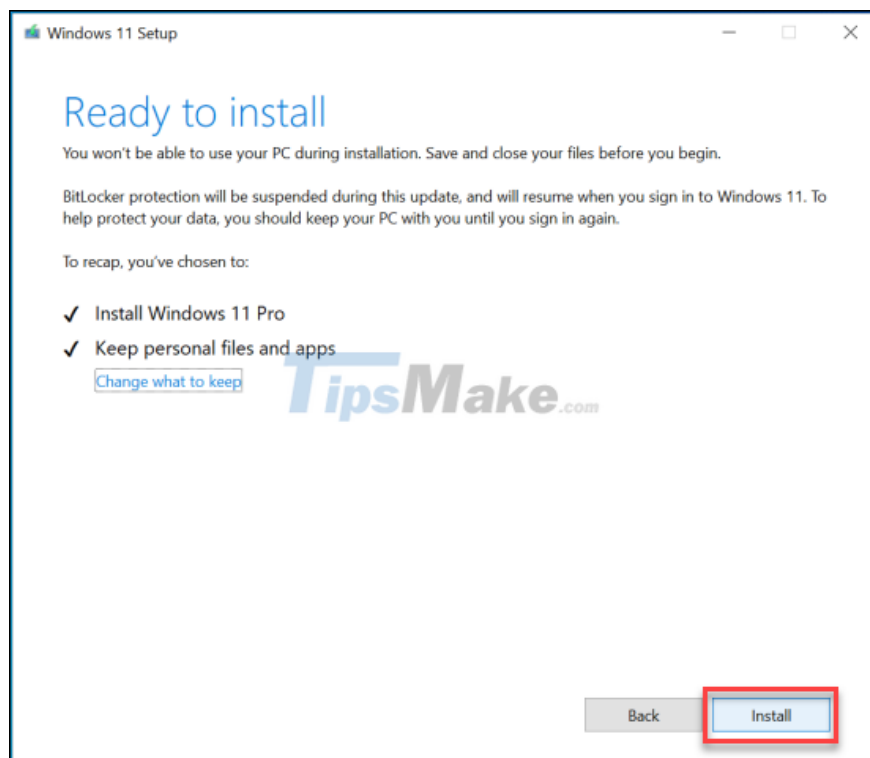 Windows 11 Setup
Ready to install
You won't be able to use your PC during installation. Save and close your files before you begin.
BitLocker protection will be suspended during this update, and will resume when you sign in to Windows 11. To
help protect your data, you should keep your PC with you until you sign in again.
To recap, you've chosen to:
✓ Install Windows 11 Pro
✓ Keep personal files and apps
Change what to keep
TipsMake.com
Back Install